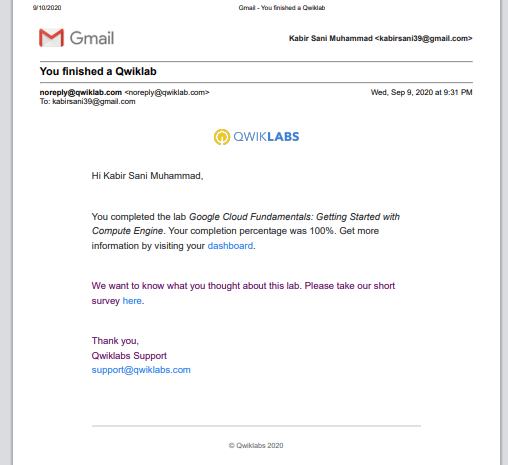 9/10/2020 Gmail - You finished a Qwiklab
Gmail Kabir Sani Muhammad <kabirsani39@gmail.com>
You finished a Qwiklab
noreply@qwiklab.com <noreply@qwiklab.com> Wed, Sep 9, 2020 at 9:31 PM
To: kabirsani39@gmail.com
QWIKLABS
Hi Kabir Sani Muhammad,
You completed the lab Google Cloud Fundamentals: Getting Started with
Compute Engine. Your completion percentage was 100%. Get more
information by visiting your dashboard.
We want to know what you thought about this lab. Please take our short
survey here.
Thank you,
Qwiklabs Support
support@qwiklabs.com
© Qwiklabs 2020